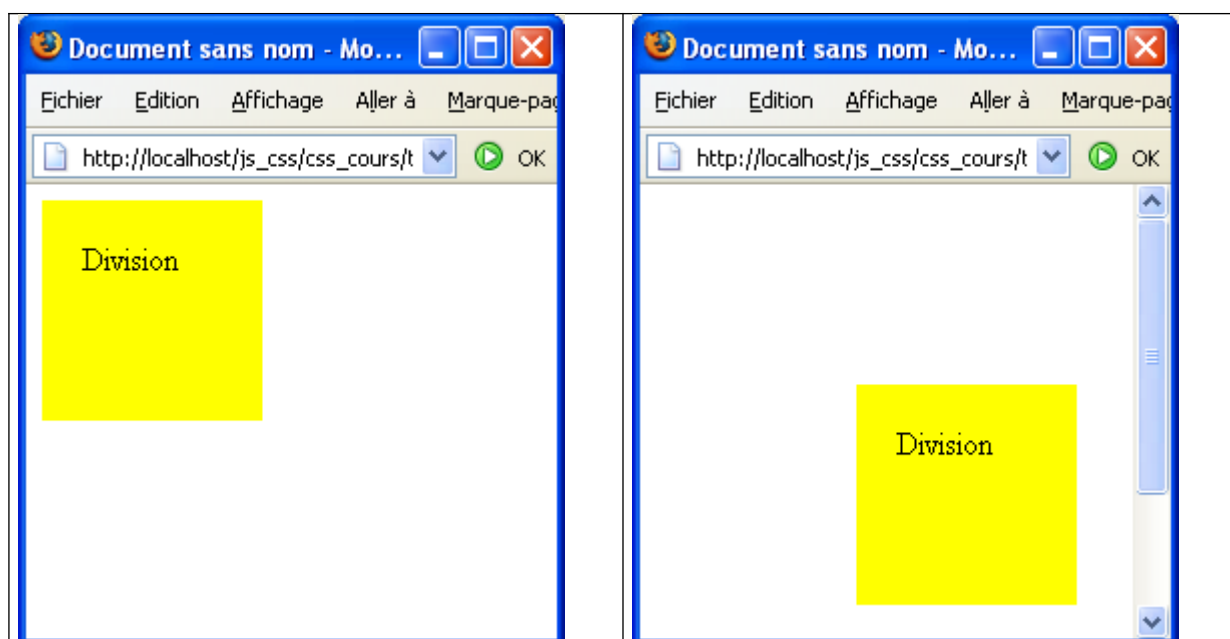 Document sans nom - Mo...
Fichier Edition Affichage Aller à Marque-pag
http://localhost/js_css/css_cours/t OK
Division
Document sans nom - Mo...
Fichier Edition Affichage Aller à Marque-pag
http://localhost/js_css/css_cours/t OK
Division